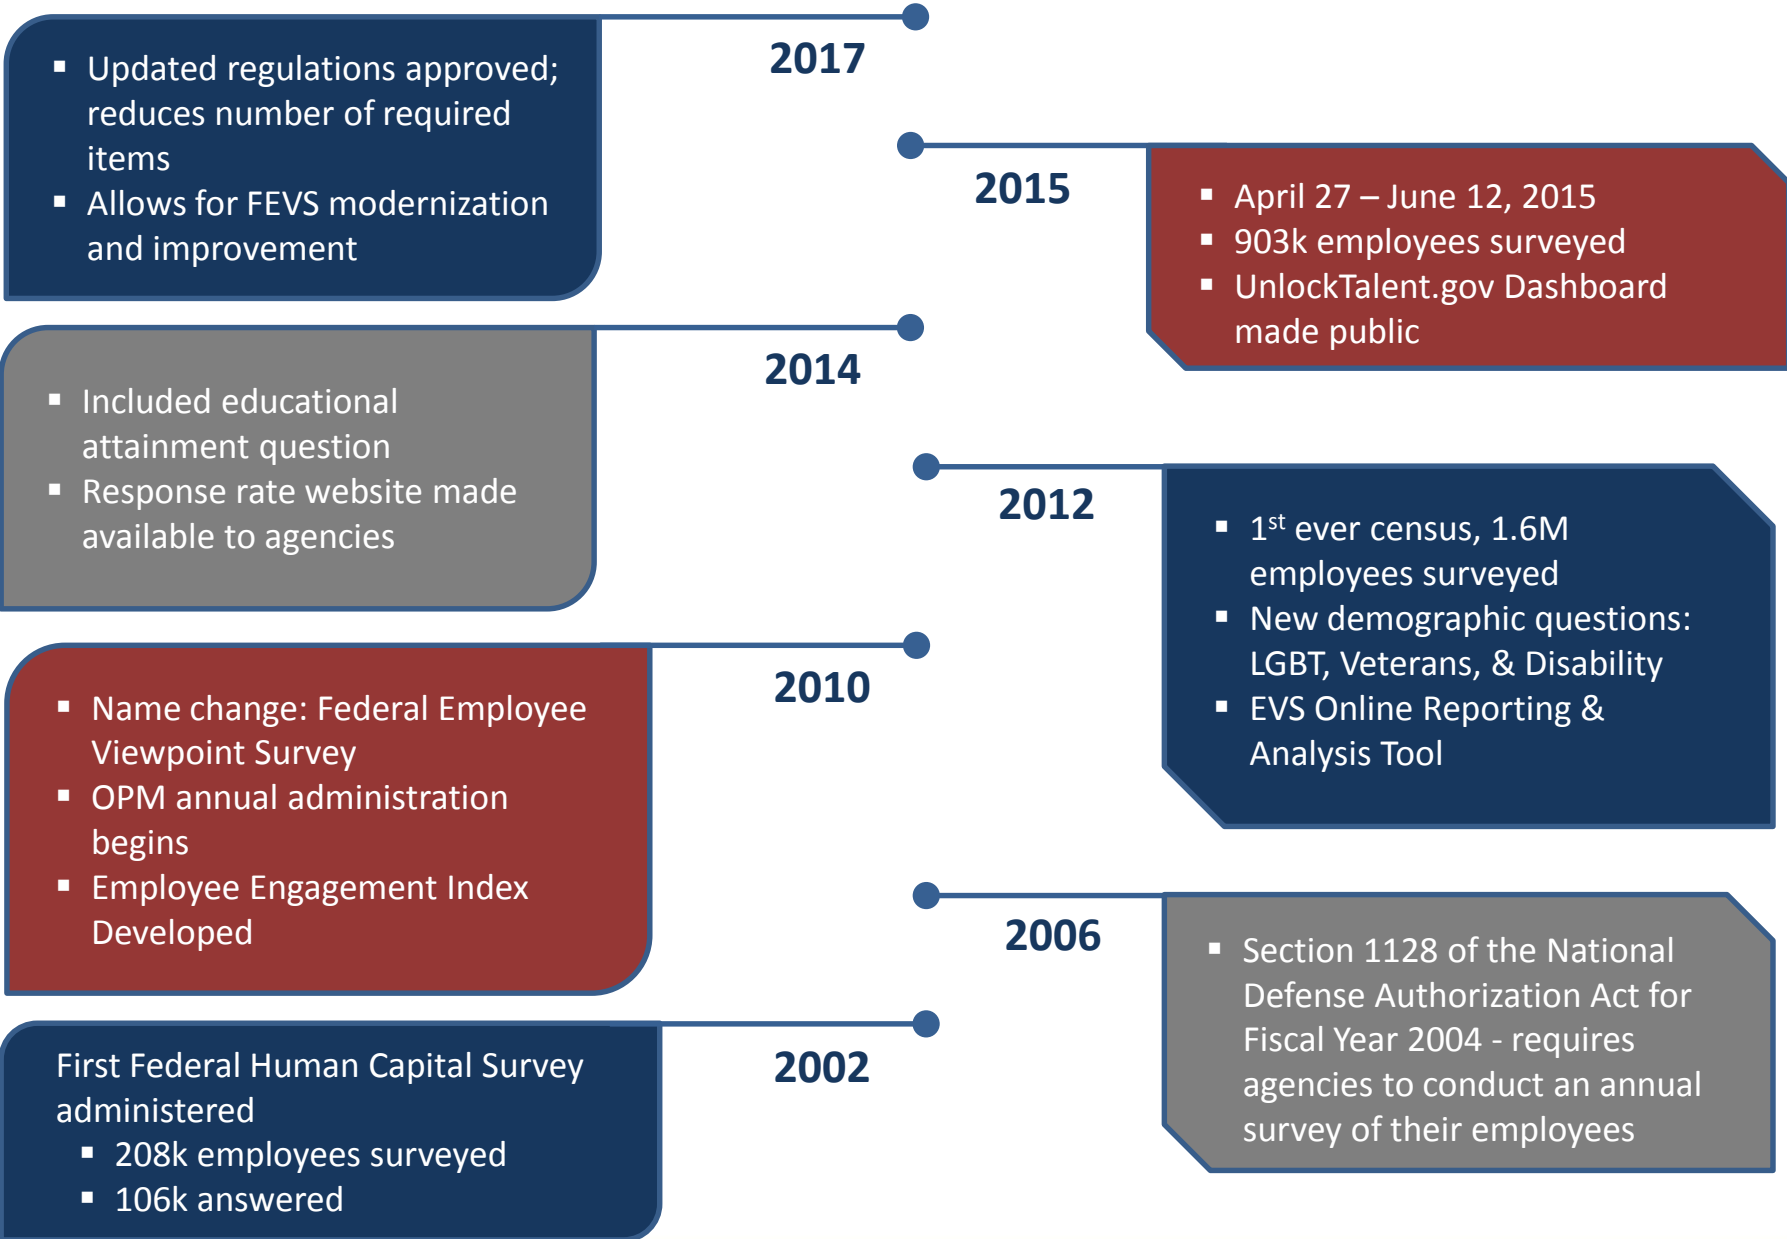 2017
▪ Updated regulations approved;
reduces number of required
items
▪ Allows for FEVS modernization
and improvement
2015
▪ April 27 – June 12, 2015
▪ 903k employees surveyed
▪ UnlockTalent.gov Dashboard
made public
2014
▪ Included educational
attainment question
▪ Response rate website made
available to agencies
2012
▪ 1st ever census, 1.6M
employees surveyed
▪ New demographic questions:
LGBT, Veterans, & Disability
▪ EVS Online Reporting &
Analysis Tool
2010
▪ Name change: Federal Employee
Viewpoint Survey
▪ OPM annual administration
begins
▪ Employee Engagement Index
Developed
2006
▪ Section 1128 of the National
Defense Authorization Act for
Fiscal Year 2004 - requires
agencies to conduct an annual
survey of their employees
2002
First Federal Human Capital Survey
administered
▪ 208k employees surveyed
▪ 106k answered